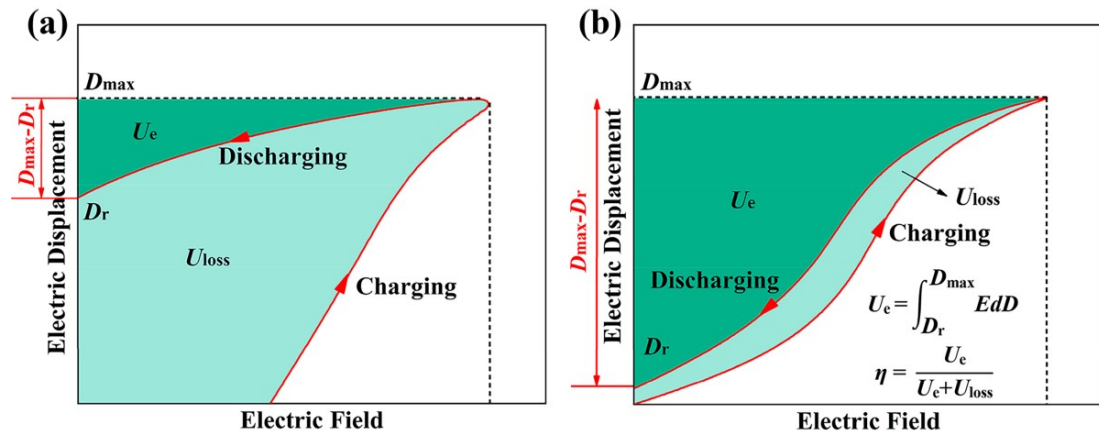 (a)
Dmax
Dmax-Dr
Electric Displacement
Ue
Discharging
Dr
Uloss
Charging
Electric Field
(b)
Dmax
Dmax-Dr
Electric Displacement
Ue
Uloss
Charging
Discharging
Dr
Ue = ∫DrDmax EdD
η = Ue / Ue+Uloss
Electric Field